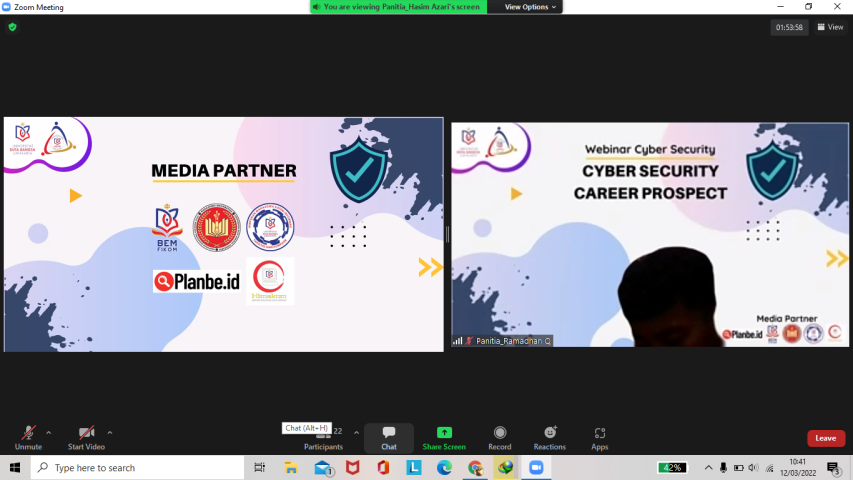 Zoom Meeting
You are viewing Panitia_Hasim Azari's screen
View Options
01:53:58
View
MEDIA PARTNER
BEM
FIKOM
Planbe.id
Webinar Cyber Security
CYBER SECURITY
CAREER PROSPECT
Media Partner
Planbe.id
Panitia_Ramadhan Q
Chat (Alt+H)
22
Unmute
Start Video
Participants
Chat
Share Screen
Record
Reactions
Apps
Leave
Type here to search
1
L
42%
10:41
12/03/2022
3